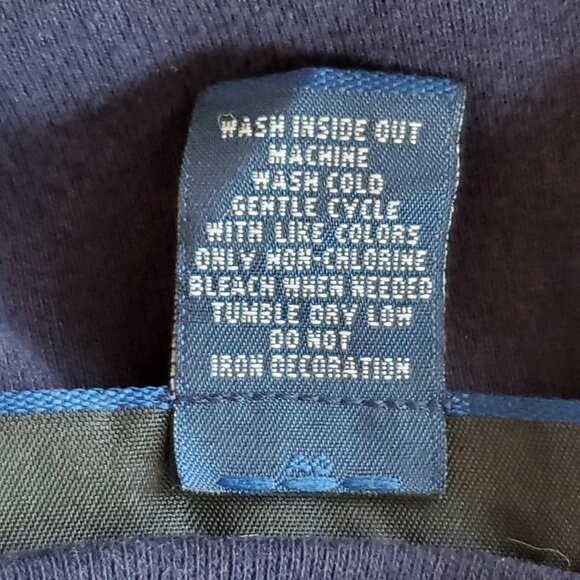 WASH INSIDE OUT
MACHINE
WASH COLD
GENTLE CYCLE
WITH LIKE COLORS
ONLY NON-CHLORINE
BLEACH WHEN NEEDED
TUMBLE DRY LOW
DO NOT
IRON DECORATION